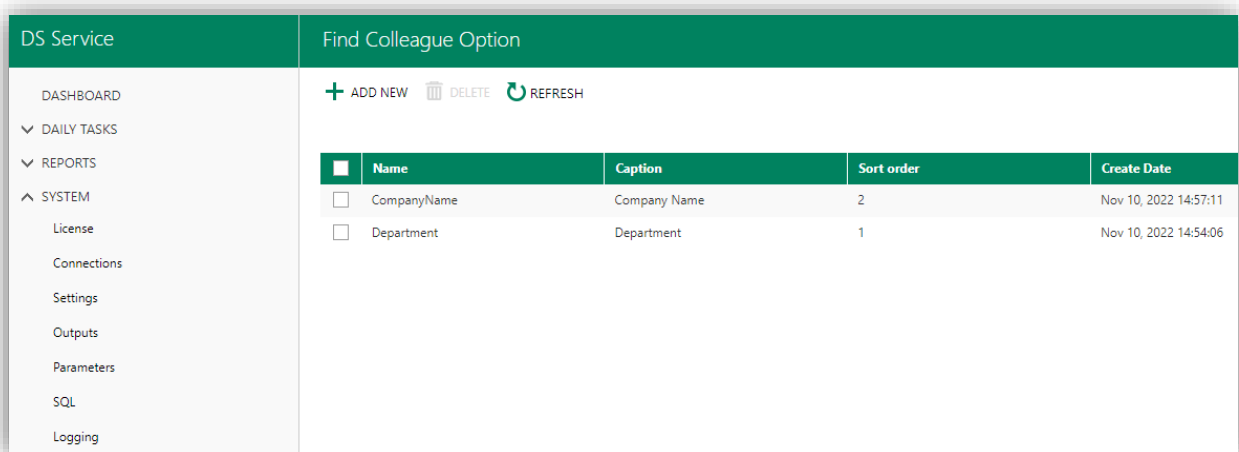 DS Service
Find Colleague Option
DASHBOARD
DAILY TASKS
REPORTS
SYSTEM
License
Connections
Settings
Outputs
Parameters
SQL
Logging
ADD NEW DELETE REFRESH
Name Caption Sort order Create Date
CompanyName Company Name 2 Nov 10, 2022 14:57:11
Department Department 1 Nov 10, 2022 14:54:06